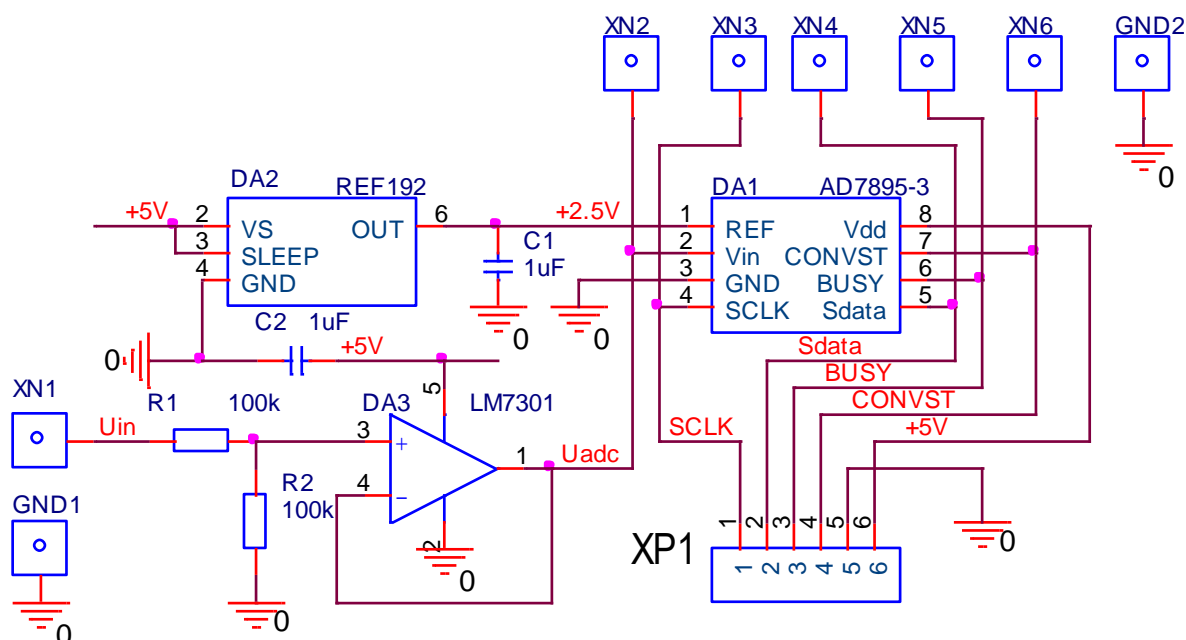 XN2 XN3 XN4 XN5 XN6 GND2
0
DA2 REF192
+5V 2 VS OUT 6 +2.5V
3 SLEEP
4 GND
C1
1uF
0
0
DA1 AD7895-3
1 REF Vdd 8
2 Vin CONVST 7
3 GND BUSY 6
4 SCLK Sdata 5
C2 1uF
+5V
0
XN1
Uin
R1 100k
DA3 LM7301
5
3 +
4 −
1 Uadc
2
0
R2
100k
0
GND1
0
Sdata
BUSY
CONVST
SCLK +5V
0
XP1
1 2 3 4 5 6
1 2 3 4 5 6